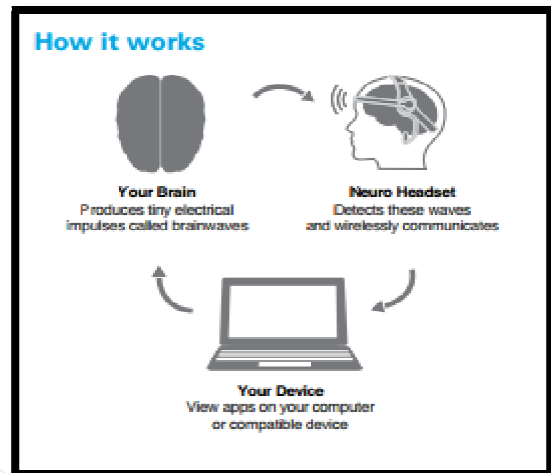 How it works
Your Brain
Produces tiny electrical
impulses called brainwaves
Neuro Headset
Detects these waves
and wirelessly communicates
Your Device
View apps on your computer
or compatible device